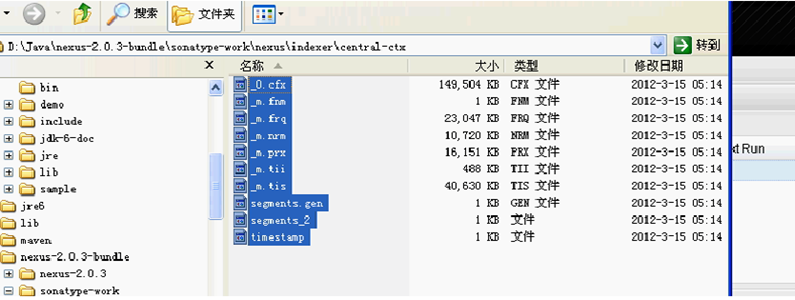 搜索 文件夹
D:\Java\nexus-2.0.3-bundle\sonatype-work\nexus\indexer\central-ctx 转到
名称 大小 类型 修改日期
_0.cfx 149,504 KB CFX 文件 2012-3-15 05:14
_m.fnm 1 KB FNM 文件 2012-3-15 05:14
_m.frq 23,047 KB FRQ 文件 2012-3-15 05:14
_m.nrm 10,720 KB NRM 文件 2012-3-15 05:14
_m.prx 16,151 KB PRX 文件 2012-3-15 05:14
_m.tii 488 KB TII 文件 2012-3-15 05:14
_m.tis 40,630 KB TIS 文件 2012-3-15 05:14
segments.gen 1 KB GEN 文件 2012-3-15 05:14
segments_2 1 KB 文件 2012-3-15 05:14
timestamp 1 KB 文件 2012-3-15 05:14
bin
demo
include
jdk-6-doc
jre
lib
sample
jre6
lib
maven
nexus-2.0.3-bundle
nexus-2.0.3
sonatype-work
Run